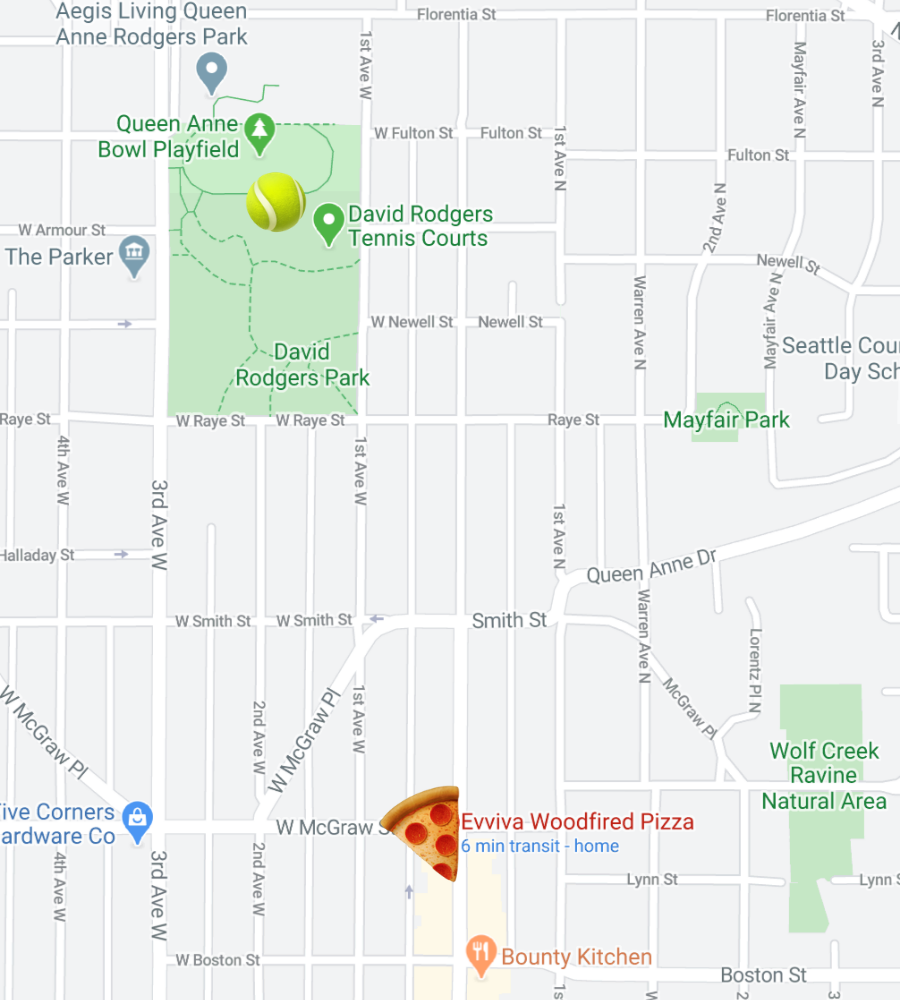 Aegis Living Queen
Anne Rodgers Park
Florentia St
Florentia St
1st Ave W
Mayfair Ave N
3rd Ave N
Queen Anne
Bowl Playfield
W Fulton St
Fulton St
1st Ave N
Fulton St
2nd Ave N
David Rodgers
Tennis Courts
W Armour St
The Parker
Newell St
Warren Ave N
Mayfair Ave N
W Newell St
Newell St
David
Rodgers Park
Seattle Cou
Day Sch
Raye St
W Raye St
W Raye St
Raye St
Mayfair Park
4th Ave W
3rd Ave W
1st Ave W
1st Ave N
Halladay St
Queen Anne Dr
W Smith St
W Smith St
Smith St
Warren Ave N
Lorentz Pl N
W McGraw Pl
2nd Ave W
W McGraw Pl
1st Ave W
McGraw Pl
Wolf Creek
Ravine
Natural Area
Five Corners
ardware Co
W McGraw S
Evviva Woodfired Pizza
6 min transit - home
4th Ave W
3rd Ave W
2nd Ave W
Lynn St
Lynn S
W Boston St
Bounty Kitchen
Boston St